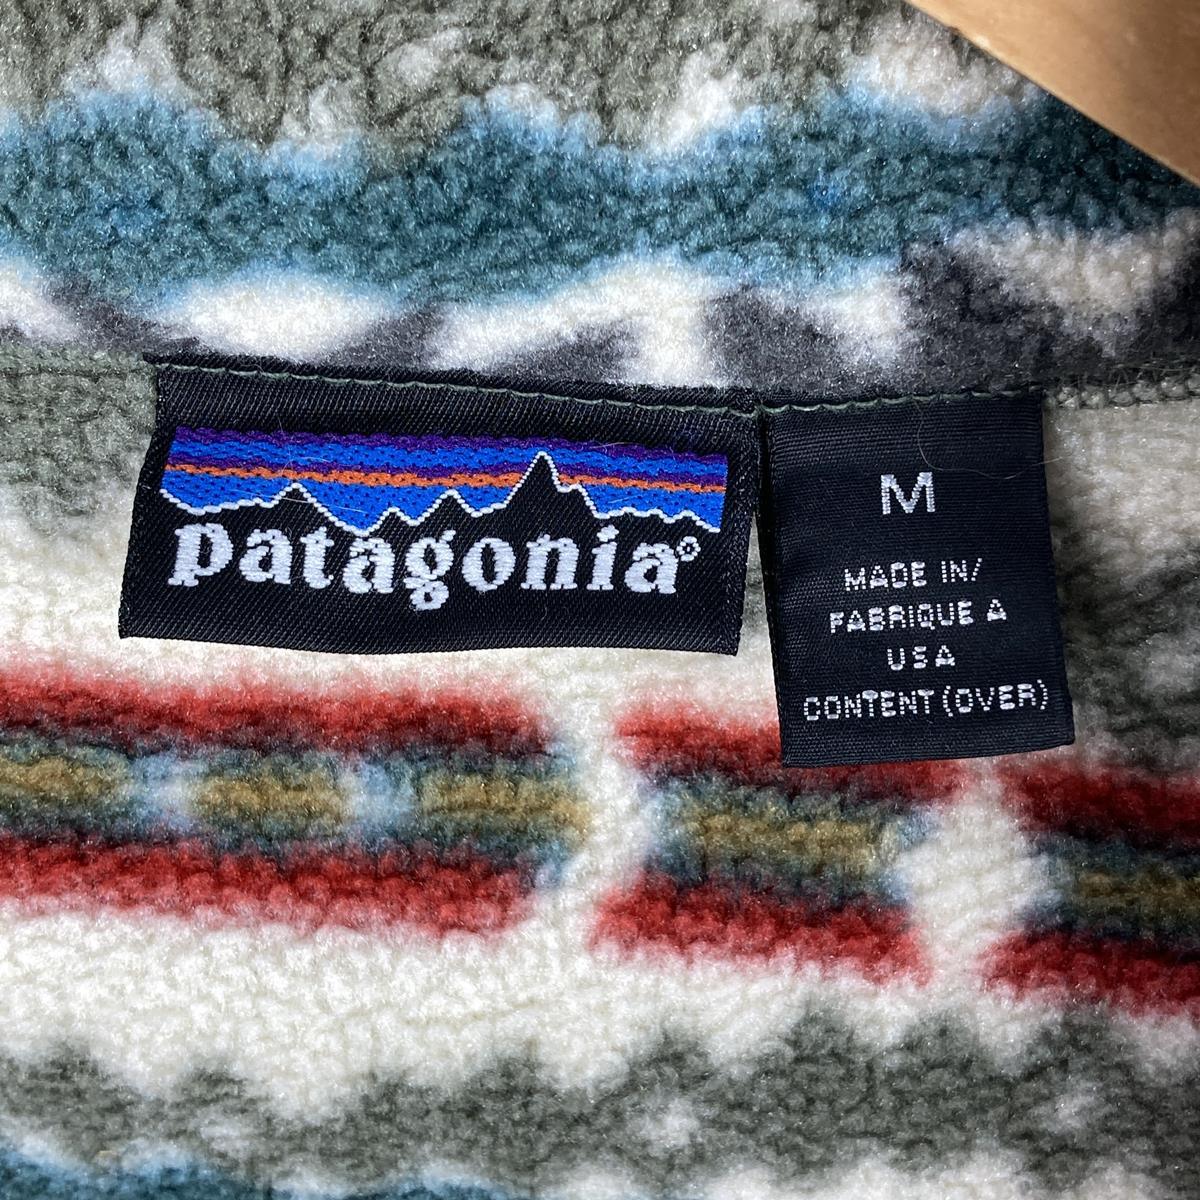 patagonia®
M
MADE IN/
FABRIQUE A
USA
CONTENT (OVER)